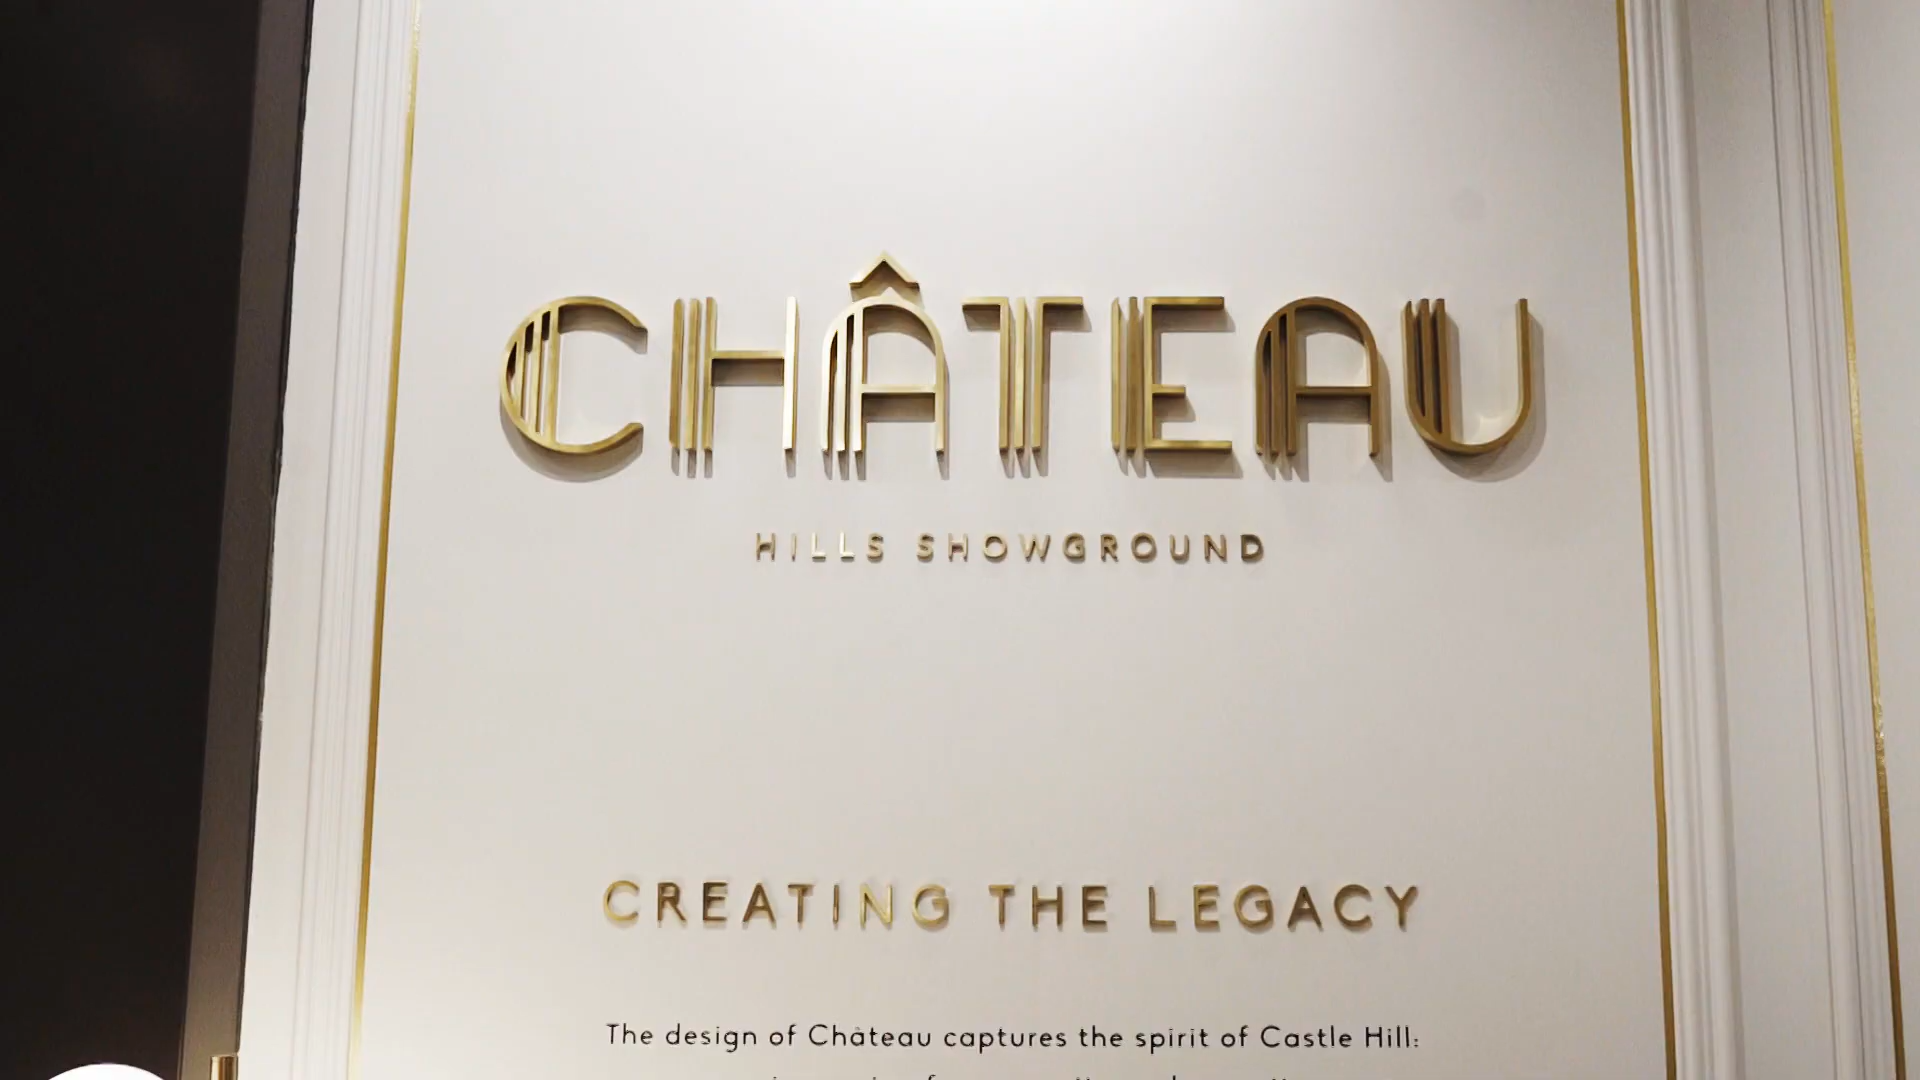 CHÂTEAU
HILLS SHOWGROUND
CREATING THE LEGACY
The design of Château captures the spirit of Castle Hill: